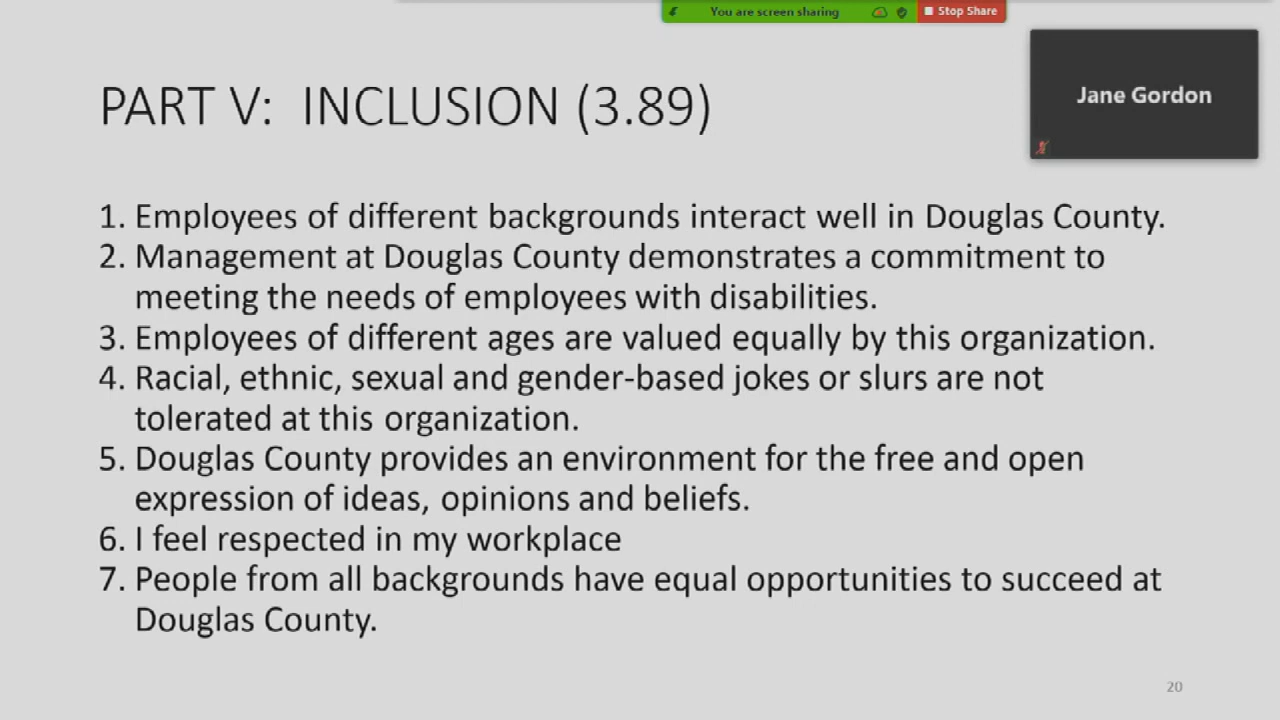 You are screen sharing
Stop Share
Jane Gordon
PART V: INCLUSION (3.89)
1. Employees of different backgrounds interact well in Douglas County.
2. Management at Douglas County demonstrates a commitment to
meeting the needs of employees with disabilities.
3. Employees of different ages are valued equally by this organization.
4. Racial, ethnic, sexual and gender-based jokes or slurs are not
tolerated at this organization.
5. Douglas County provides an environment for the free and open
expression of ideas, opinions and beliefs.
6. I feel respected in my workplace
7. People from all backgrounds have equal opportunities to succeed at
Douglas County.
20